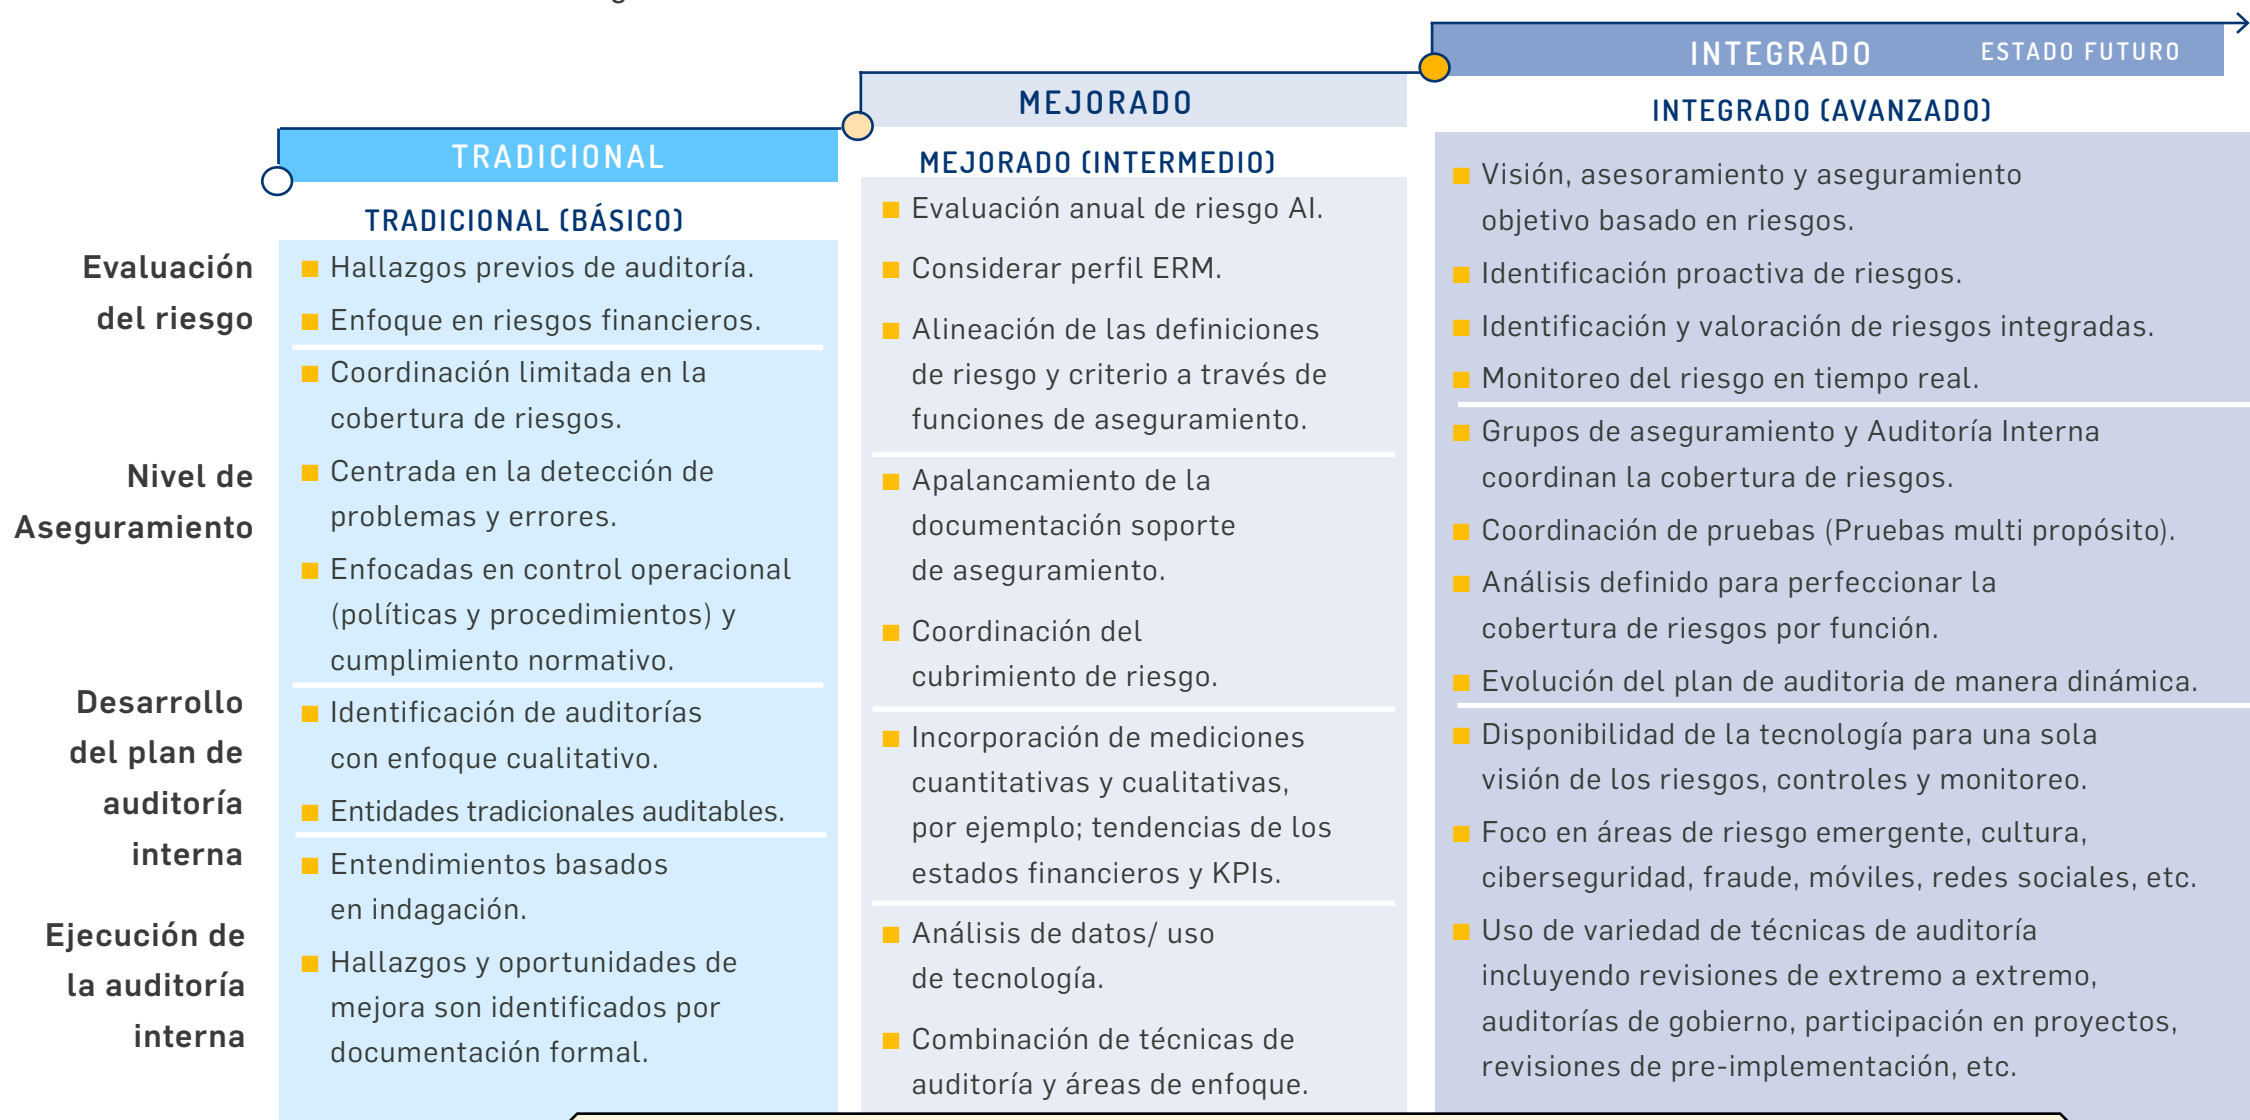 INTEGRADO
ESTADO FUTURO
MEJORADO
INTEGRADO (AVANZADO)
TRADICIONAL
MEJORADO (INTERMEDIO)
TRADICIONAL (BÁSICO)
Evaluación
del riesgo
Nivel de
Aseguramiento
Desarrollo
del plan de
auditoría
interna
Ejecución de
la auditoría
interna
Hallazgos previos de auditoría.
Enfoque en riesgos financieros.
Coordinación limitada en la
cobertura de riesgos.
Centrada en la detección de
problemas y errores.
Enfocadas en control operacional
(políticas y procedimientos) y
cumplimiento normativo.
Identificación de auditorías
con enfoque cualitativo.
Entidades tradicionales auditables.
Entendimientos basados
en indagación.
Hallazgos y oportunidades de
mejora son identificados por
documentación formal.
Evaluación anual de riesgo AI.
Considerar perfil ERM.
Alineación de las definiciones
de riesgo y criterio a través de
funciones de aseguramiento.
Apalancamiento de la
documentación soporte
de aseguramiento.
Coordinación del
cubrimiento de riesgo.
Incorporación de mediciones
cuantitativas y cualitativas,
por ejemplo; tendencias de los
estados financieros y KPIs.
Análisis de datos/ uso
de tecnología.
Combinación de técnicas de
auditoría y áreas de enfoque.
Visión, asesoramiento y aseguramiento
objetivo basado en riesgos.
Identificación proactiva de riesgos.
Identificación y valoración de riesgos integradas.
Monitoreo del riesgo en tiempo real.
Grupos de aseguramiento y Auditoría Interna
coordinan la cobertura de riesgos.
Coordinación de pruebas (Pruebas multi propósito).
Análisis definido para perfeccionar la
cobertura de riesgos por función.
Evolución del plan de auditoria de manera dinámica.
Disponibilidad de la tecnología para una sola
visión de los riesgos, controles y monitoreo.
Foco en áreas de riesgo emergente, cultura,
ciberseguridad, fraude, móviles, redes sociales, etc.
Uso de variedad de técnicas de auditoría
incluyendo revisiones de extremo a extremo,
auditorías de gobierno, participación en proyectos,
revisiones de pre-implementación, etc.